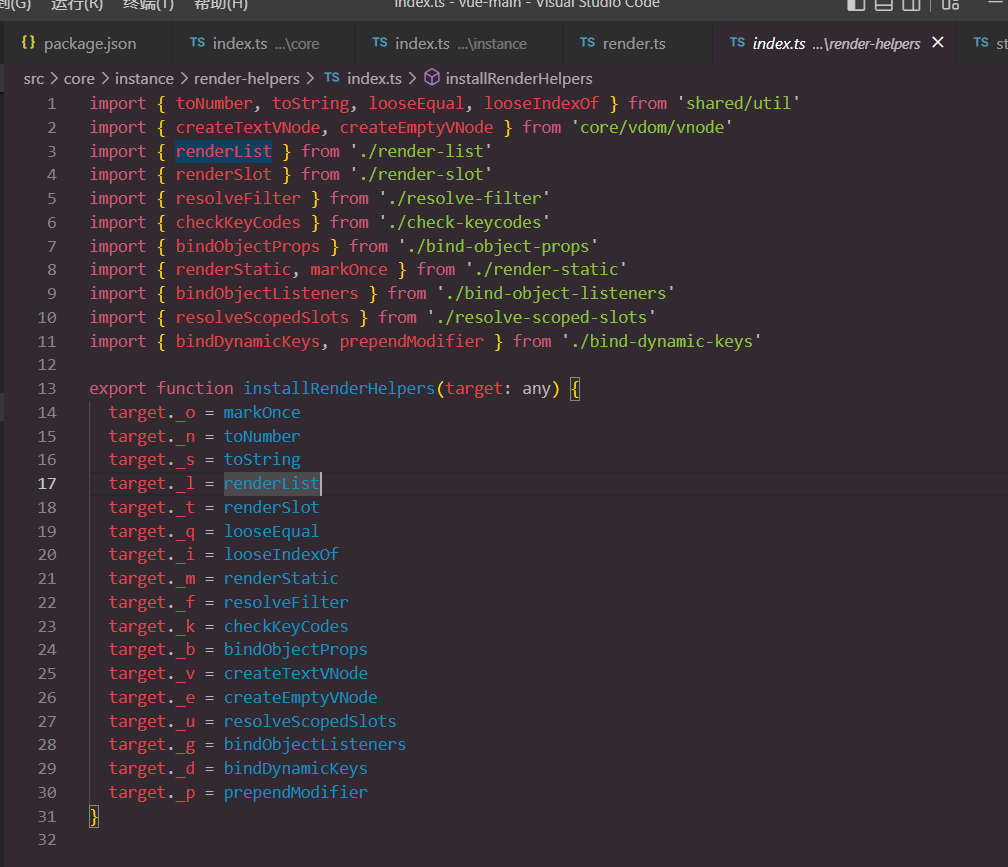 到(G) 运行(R) 终端(T) 帮助(H) index.ts - vue-main - Visual Studio Code
{} package.json TS index.ts ...\core TS index.ts ...\instance TS render.ts TS index.ts ...\render-helpers × TS st
src > core > instance > render-helpers > TS index.ts > installRenderHelpers
1 import { toNumber, toString, looseEqual, looseIndexOf } from 'shared/util'
2 import { createTextVNode, createEmptyVNode } from 'core/vdom/vnode'
3 import { renderList } from './render-list'
4 import { renderSlot } from './render-slot'
5 import { resolveFilter } from './resolve-filter'
6 import { checkKeyCodes } from './check-keycodes'
7 import { bindObjectProps } from './bind-object-props'
8 import { renderStatic, markOnce } from './render-static'
9 import { bindObjectListeners } from './bind-object-listeners'
10 import { resolveScopedSlots } from './resolve-scoped-slots'
11 import { bindDynamicKeys, prependModifier } from './bind-dynamic-keys'
12
13 export function installRenderHelpers(target: any) {
14 target._o = markOnce
15 target._n = toNumber
16 target._s = toString
17 target._l = renderList
18 target._t = renderSlot
19 target._q = looseEqual
20 target._i = looseIndexOf
21 target._m = renderStatic
22 target._f = resolveFilter
23 target._k = checkKeyCodes
24 target._b = bindObjectProps
25 target._v = createTextVNode
26 target._e = createEmptyVNode
27 target._u = resolveScopedSlots
28 target._g = bindObjectListeners
29 target._d = bindDynamicKeys
30 target._p = prependModifier
31 }
32